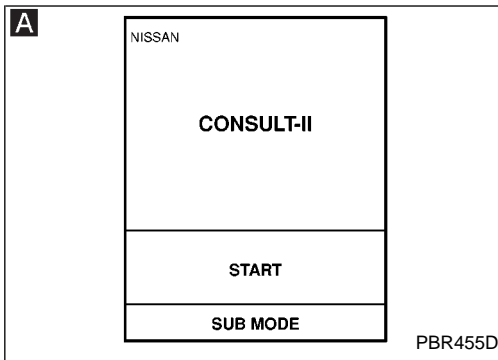 A
NISSAN
CONSULT-II
START
SUB MODE
PBR455D